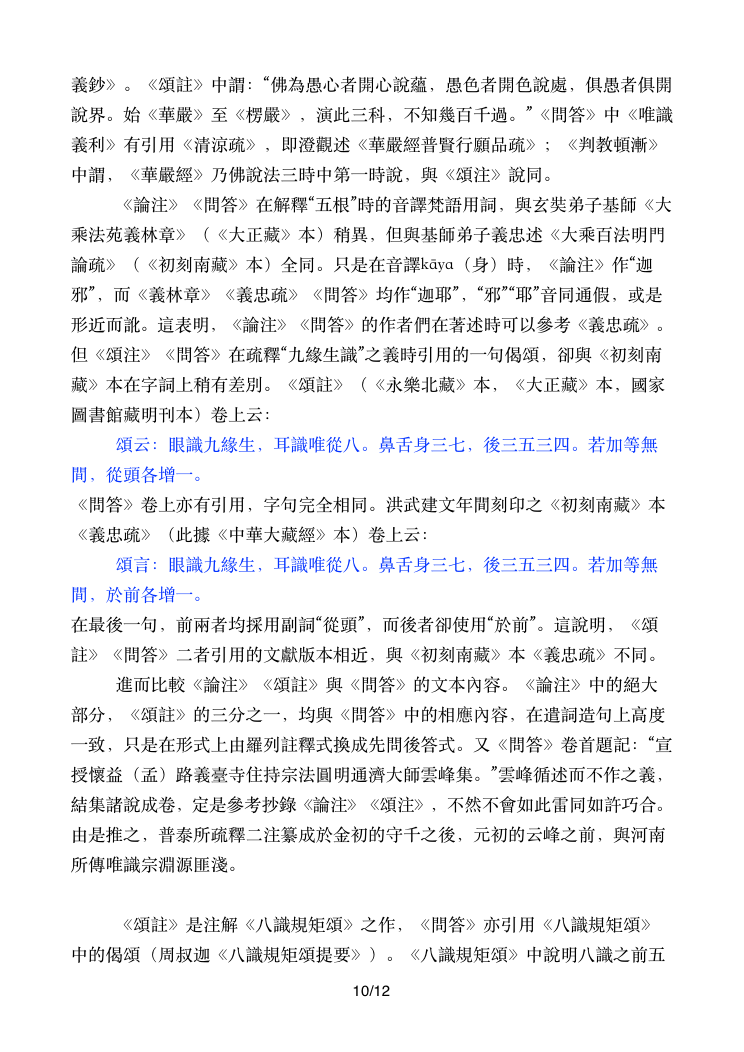 義鈔》。《頌註》中謂：“佛為愚心者開心說蘊，愚色者開色說處，俱愚者俱開
說界。始《華嚴》至《楞嚴》，演此三科，不知幾百千過。”《問答》中《唯識
義利》有引用《清涼疏》，即澄觀述《華嚴經普賢行願品疏》；《判教頓漸》
中謂，《華嚴經》乃佛說法三時中第一時說，與《頌注》說同。
《論注》《問答》在解釋“五根”時的音譯梵語用詞，與玄奘弟子基師《大
乘法苑義林章》（《大正藏》本）稍異，但與基師弟子義忠述《大乘百法明門
論疏》（《初刻南藏》本）全同。只是在音譯kāya（身）時，《論注》作“迦
邪”，而《義林章》《義忠疏》《問答》均作“迦耶”，“邪”“耶”音同通假，或是
形近而訛。這表明，《論注》《問答》的作者們在著述時可以參考《義忠疏》。
但《頌註》《問答》在疏釋“九緣生識”之義時引用的一句偈頌，卻與《初刻南
藏》本在字詞上稍有差別。《頌註》（《永樂北藏》本，《大正藏》本，國家
圖書館藏明刊本）卷上云：
頌云：眼識九緣生，耳識唯從八。鼻舌身三七，後三五三四。若加等無
間，從頭各增一。
《問答》卷上亦有引用，字句完全相同。洪武建文年間刻印之《初刻南藏》本
《義忠疏》（此據《中華大藏經》本）卷上云：
頌言：眼識九緣生，耳識唯從八。鼻舌身三七，後三五三四。若加等無
間，於前各增一。
在最後一句，前兩者均採用副詞“從頭”，而後者卻使用“於前”。這說明，《頌
註》《問答》二者引用的文獻版本相近，與《初刻南藏》本《義忠疏》不同。
進而比較《論注》《頌註》與《問答》的文本內容。《論注》中的絕大
部分，《頌註》的三分之一，均與《問答》中的相應內容，在遣詞造句上高度
一致，只是在形式上由羅列註釋式換成先問後答式。又《問答》卷首題記：“宣
授懷益（孟）路義臺寺住持宗法圓明通濟大師雲峰集。”雲峰循述而不作之義，
結集諸說成卷，定是參考抄錄《論注》《頌注》，不然不會如此雷同如許巧合。
由是推之，普泰所疏釋二注纂成於金初的守千之後，元初的云峰之前，與河南
所傳唯識宗淵源匪淺。
《頌註》是注解《八識規矩頌》之作，《問答》亦引用《八識規矩頌》
中的偈頌（周叔迦《八識規矩頌提要》）。《八識規矩頌》中說明八識之前五
10/12